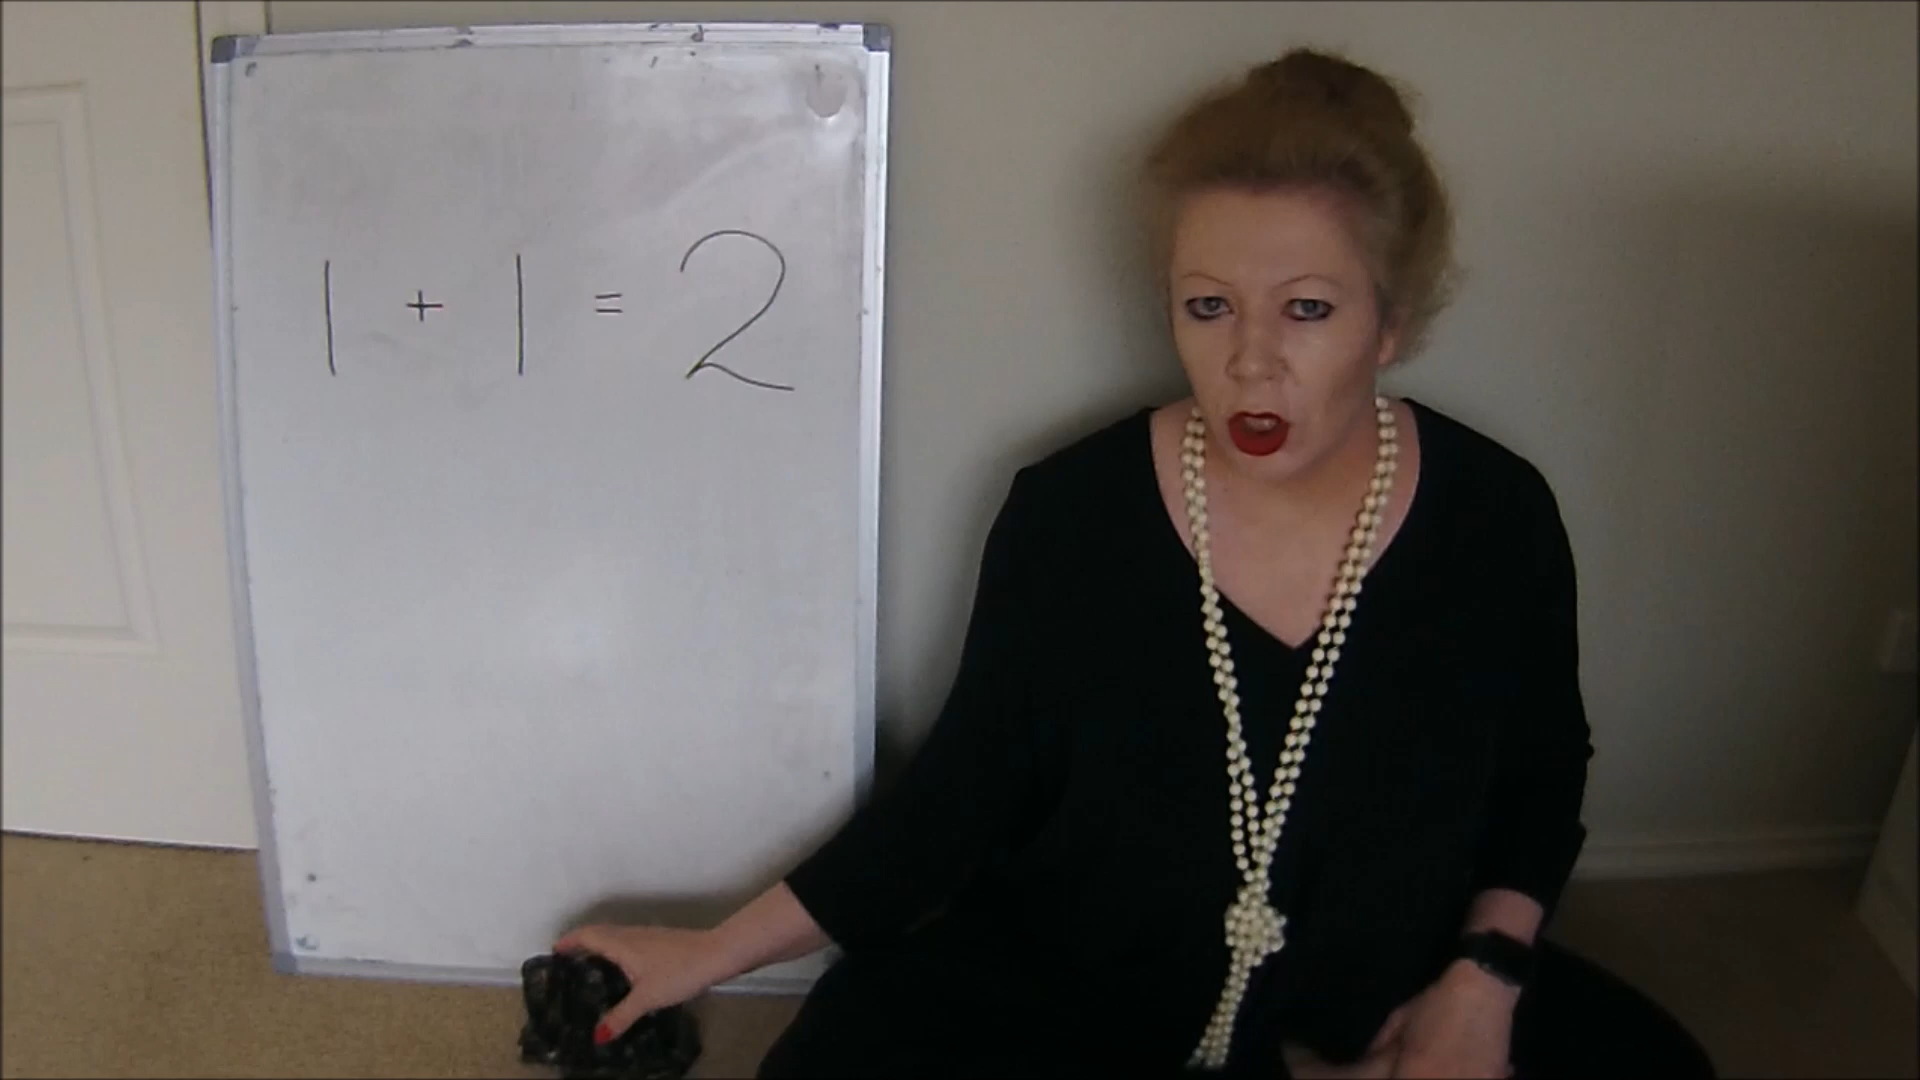 1 + 1 = 2